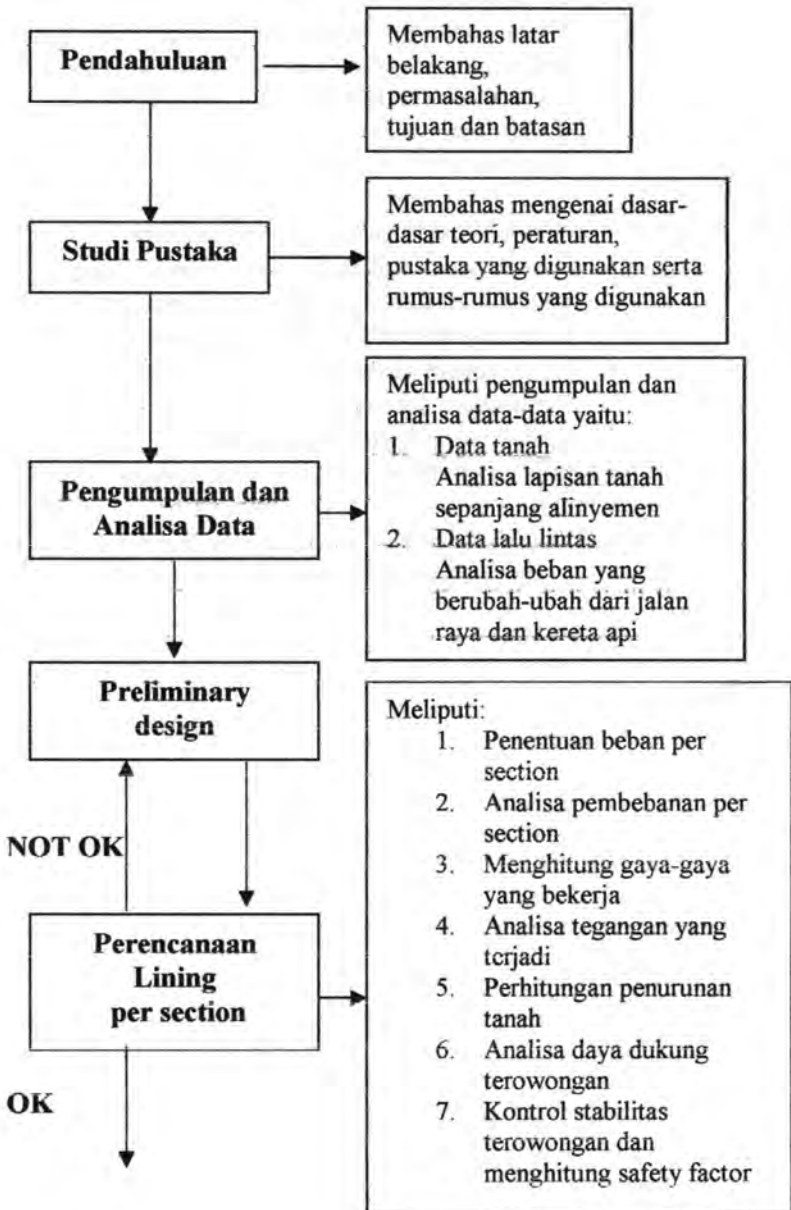 Pendahuluan
Membahas latar
belakang,
permasalahan,
tujuan dan batasan
Studi Pustaka
Membahas mengenai dasar-
dasar teori, peraturan,
pustaka yang digunakan serta
rumus-rumus yang digunakan
Pengumpulan dan
Analisa Data
Meliputi pengumpulan dan
analisa data-data yaitu:
1. Data tanah
Analisa lapisan tanah
sepanjang alinyemen
2. Data lalu lintas
Analisa beban yang
berubah-ubah dari jalan
raya dan kereta api
Preliminary
design
NOT OK
Perencanaan
Lining
per section
Meliputi:
1. Penentuan beban per
section
2. Analisa pembebanan per
section
3. Menghitung gaya-gaya
yang bekerja
4. Analisa tegangan yang
terjadi
5. Perhitungan penurunan
tanah
6. Analisa daya dukung
terowongan
7. Kontrol stabilitas
terowongan dan
menghitung safety factor
OK